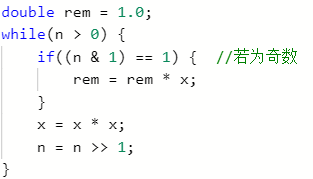 double rem = 1.0;
while(n > 0) {
    if((n & 1) == 1) {  //若为奇数
        rem = rem * x;
    }
    x = x * x;
    n = n >> 1;
}